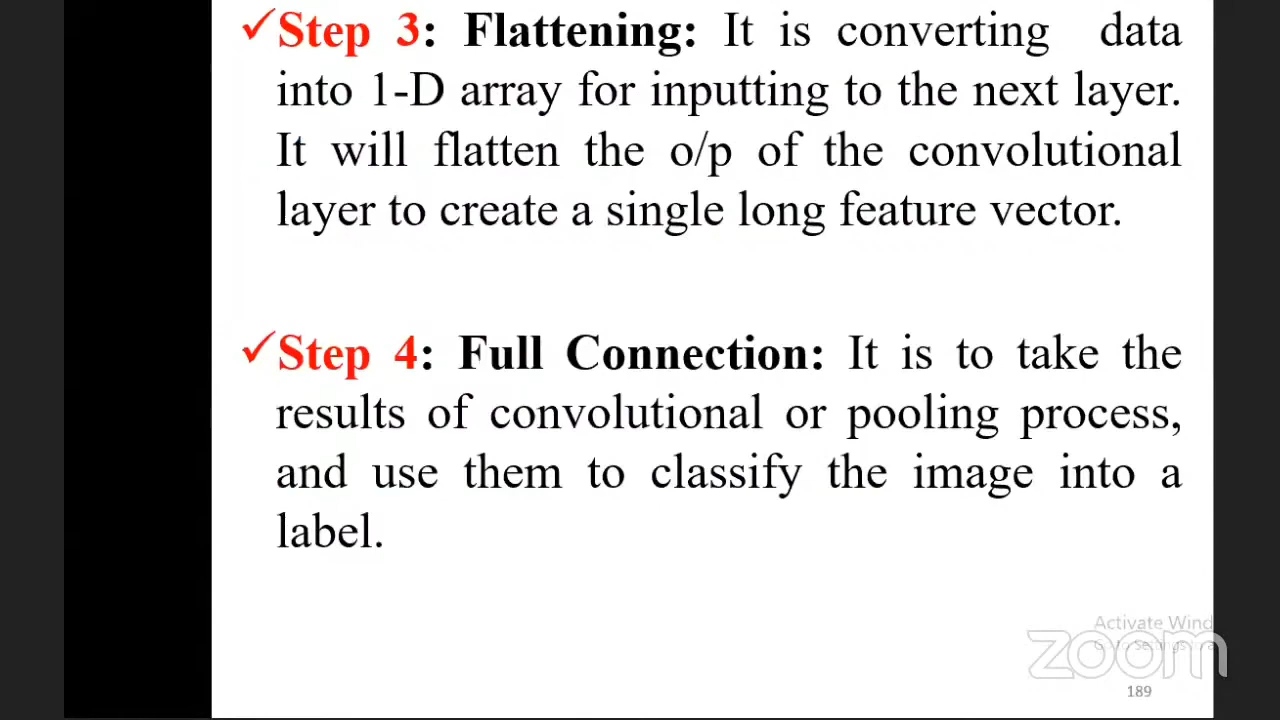 ✓Step 3: Flattening: It is converting data
into 1-D array for inputting to the next layer.
It will flatten the o/p of the convolutional
layer to create a single long feature vector.
✓Step 4: Full Connection: It is to take the
results of convolutional or pooling process,
and use them to classify the image into a
label.
Activate Wind
Settings
zoom
189